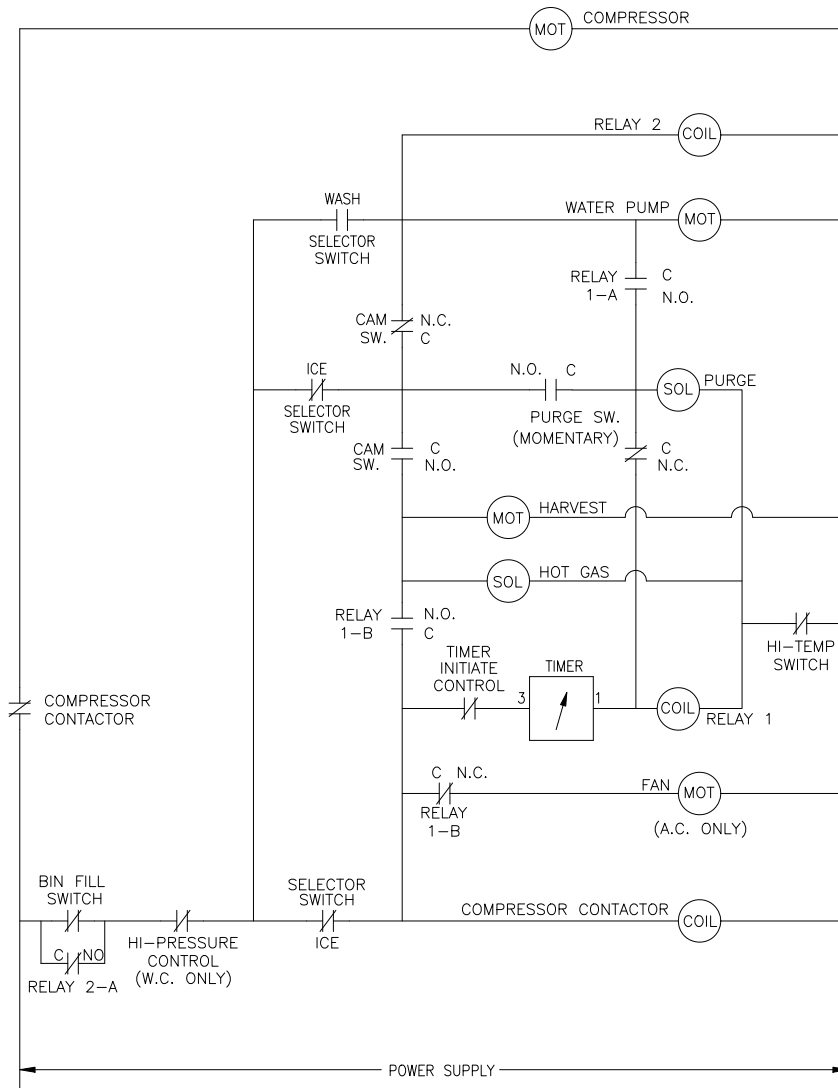 MOT COMPRESSOR
RELAY 2 COIL
WASH
SELECTOR
SWITCH
WATER PUMP MOT
RELAY
1-A
C
N.O.
CAM
SW.
N.C.
C
ICE
SELECTOR
SWITCH
N.O. C
PURGE SW.
(MOMENTARY)
SOL PURGE
CAM
SW.
C
N.O.
C
N.C.
MOT HARVEST
SOL HOT GAS
RELAY
1-B
N.O.
C
TIMER
INITIATE
CONTROL
TIMER
3 1
COIL RELAY 1
HI-TEMP
SWITCH
COMPRESSOR
CONTACTOR
C N.C.
RELAY
1-B
FAN MOT
(A.C. ONLY)
BIN FILL
SWITCH
C NO
RELAY 2-A
HI-PRESSURE
CONTROL
(W.C. ONLY)
SELECTOR
SWITCH
ICE
COMPRESSOR CONTACTOR COIL
POWER SUPPLY